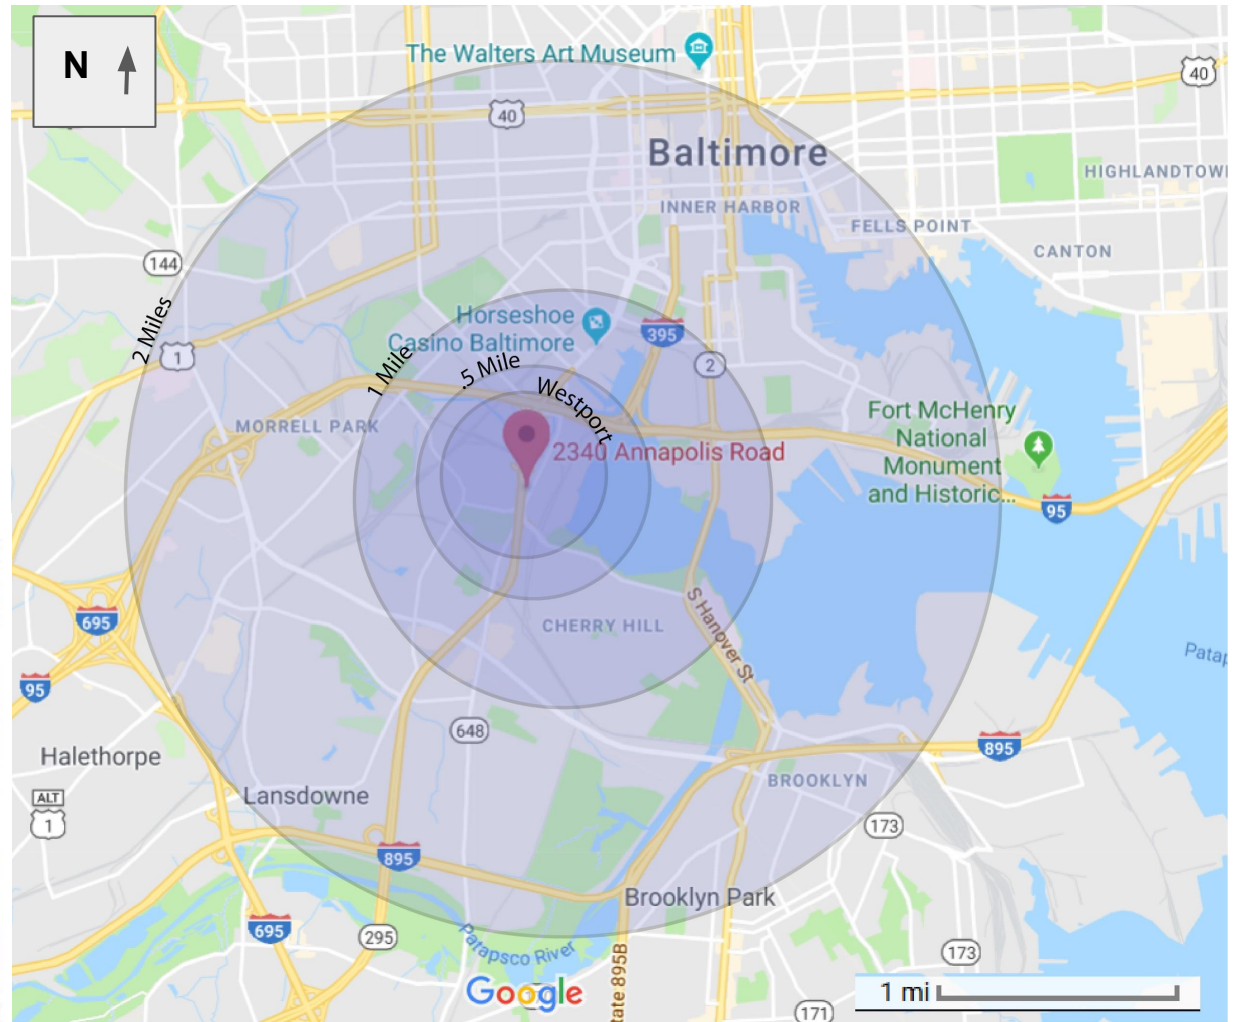 N
The Walters Art Museum
40
40
Baltimore
HIGHLANDTOWN
INNER HARBOR
FELLS POINT
CANTON
144
2 Miles
1
Horseshoe
Casino Baltimore
395
2
1 Mile
.5 Mile
Westport
MORRELL PARK
2340 Annapolis Road
Fort McHenry
National
Monument
and Historic...
95
695
CHERRY HILL
S Hanover St
Patap
95
648
895
Halethorpe
BROOKLYN
Lansdowne
ALT
1
173
895
Brooklyn Park
695
295
Patapsco River
173
tate 895B
Google
1 mi
171